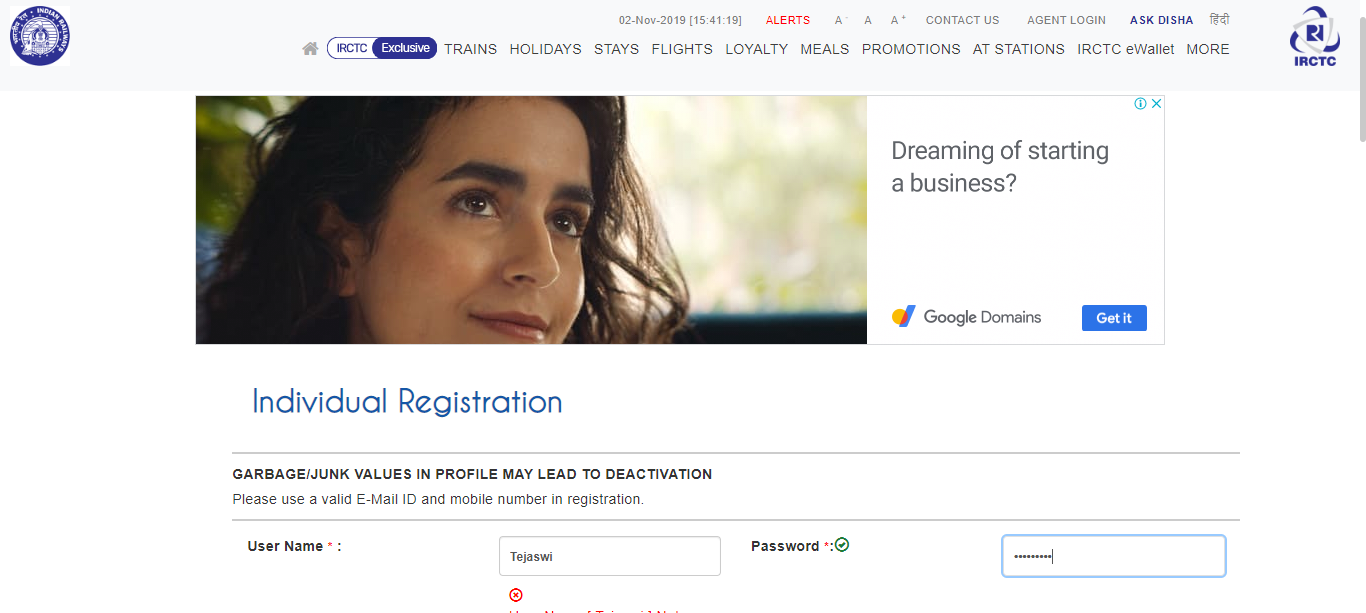 02-Nov-2019 [15:41:19] ALERTS A - A A + CONTACT US AGENT LOGIN ASK DISHA हिंदी
IRCTC Exclusive TRAINS HOLIDAYS STAYS FLIGHTS LOYALTY MEALS PROMOTIONS AT STATIONS IRCTC eWallet MORE
INDIAN RAILWAYS
IRCTC
Dreaming of starting
a business?
Google Domains Get it
Individual Registration
GARBAGE/JUNK VALUES IN PROFILE MAY LEAD TO DEACTIVATION
Please use a valid E-Mail ID and mobile number in registration.
User Name * : Tejaswi Password *: •••••••••